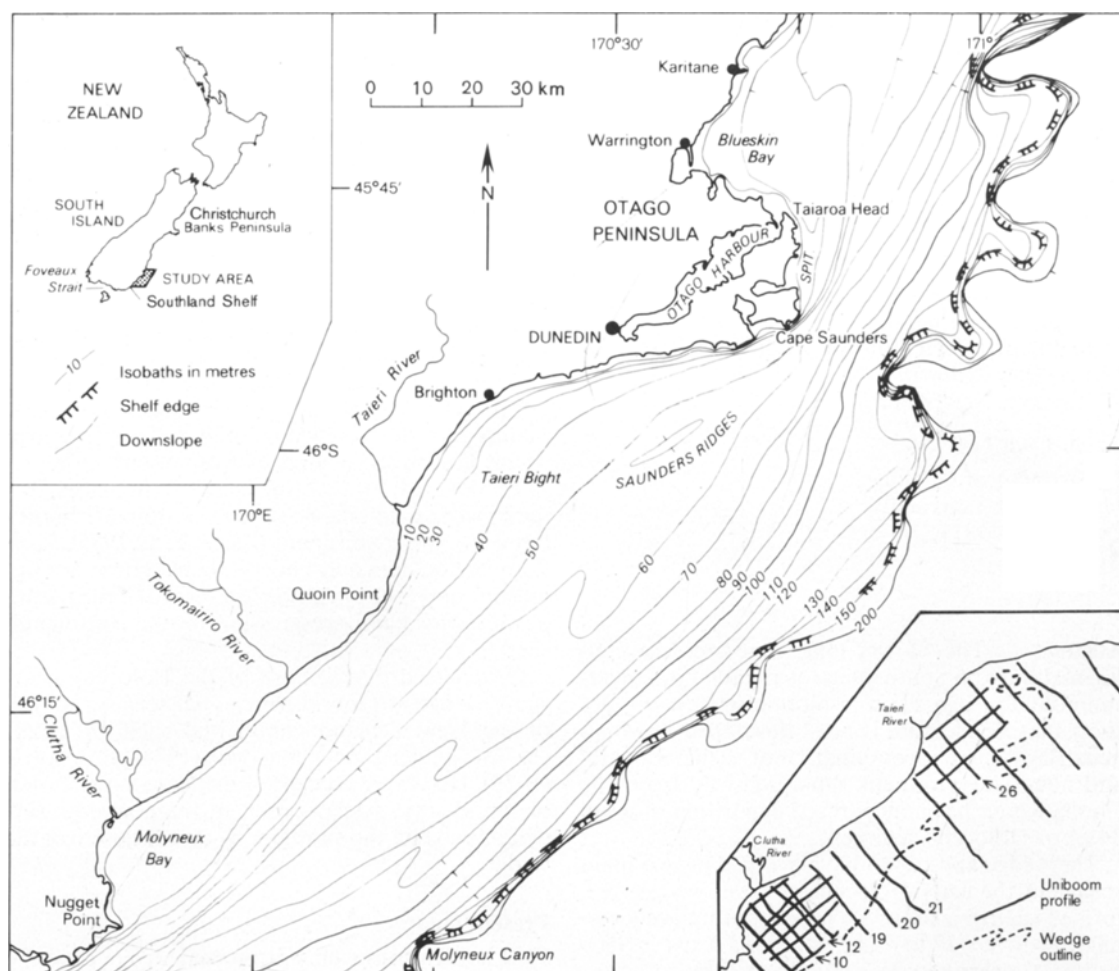 170°30'
171°
Karitane
0 10 20 30 km
NEW
ZEALAND
Warrington
Blueskin
Bay
N
45°45'
SOUTH
ISLAND
Christchurch
Banks Peninsula
OTAGO
PENINSULA
Taiaroa Head
OTAGO HARBOUR
SPIT
Foveaux
Strait
STUDY AREA
Southland Shelf
DUNEDIN
Cape Saunders
10
Isobaths in metres
Shelf edge
Downslope
Taieri River
Brighton
46°S
SAUNDERS RIDGES
Taieri Bight
170°E
10
20
30
40
50
60
70
80
90
100
110
120
130
140
150
200
Quoin Point
Tokomairiro River
46°15'
Clutha River
Molyneux
Bay
Nugget
Point
Molyneux Canyon
Taieri
River
26
Clutha
River
21
20
19
12
10
Uniboom
profile
Wedge
outline